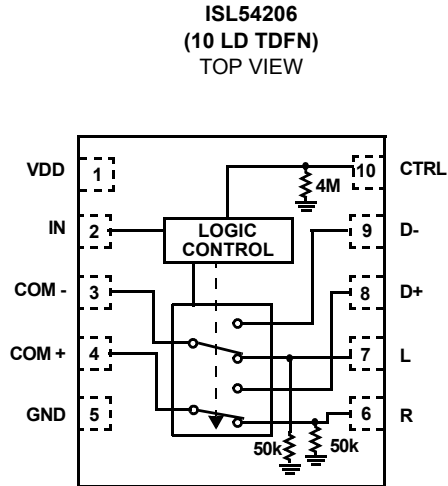 ISL54206
(10 LD TDFN)
TOP VIEW
VDD 1 10 CTRL
4M
IN 2 LOGIC CONTROL 9 D-
COM - 3 8 D+
COM + 4 7 L
GND 5 6 R
50k 50k